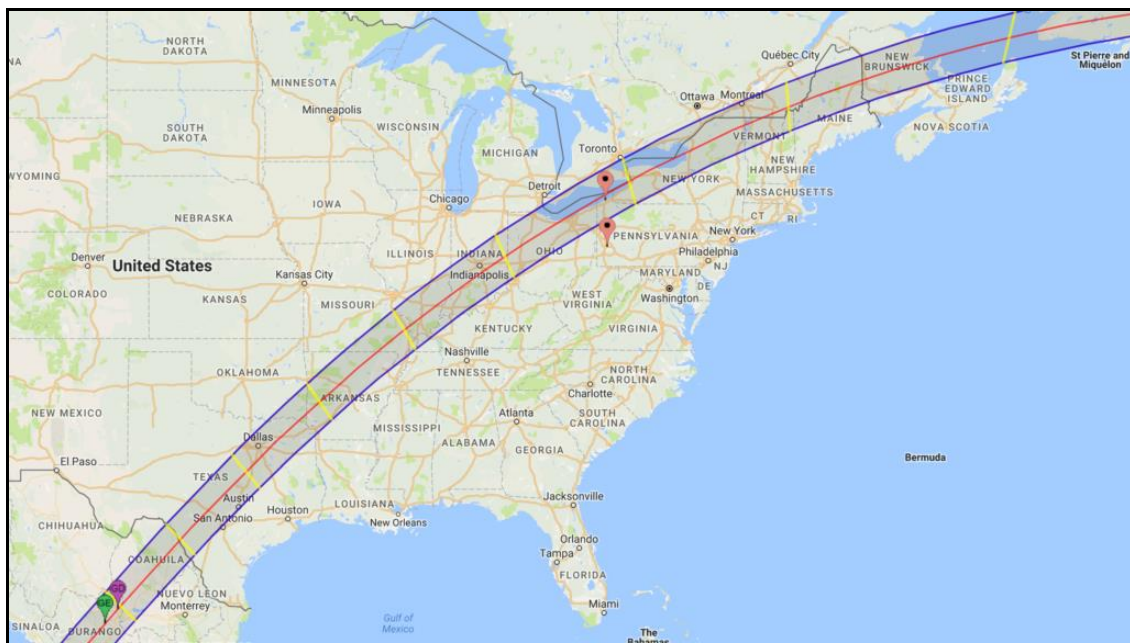 NORTH
DAKOTA
MINNESOTA
Québec City
NEW
BRUNSWICK
St Pierre and
Miquelon
PRINCE
EDWARD
ISLAND
NA
Ottawa
Montreal
Minneapolis
SOUTH
DAKOTA
WISCONSIN
MAINE
VERMONT
NOVA SCOTIA
MICHIGAN
Toronto
NEW
HAMPSHIRE
WYOMING
Detroit
NEW YORK
MASSACHUSETTS
IOWA
Chicago
CT
RI
NEBRASKA
PENNSYLVANIA
New York
ILLINOIS
INDIANA
OHIO
Denver
United States
Indianapolis
Philadelphia
NJ
Kansas City
MARYLAND
DE
COLORADO
KANSAS
MISSOURI
WEST
VIRGINIA
Washington
KENTUCKY
VIRGINIA
Nashville
TENNESSEE
OKLAHOMA
NORTH
CAROLINA
ARKANSAS
Charlotte
NEW MEXICO
Atlanta
SOUTH
CAROLINA
MISSISSIPPI
Dallas
ALABAMA
GEORGIA
El Paso
Bermuda
TEXAS
Austin
LOUISIANA
Jacksonville
San Antonio
Houston
New Orleans
CHIHUAHUA
Orlando
Tampa
COAHUILA
FLORIDA
GD
GE
NUEVO LEON
Monterrey
Miami
SINALOA
DURANGO
Gulf of
Mexico
The
Bahamas